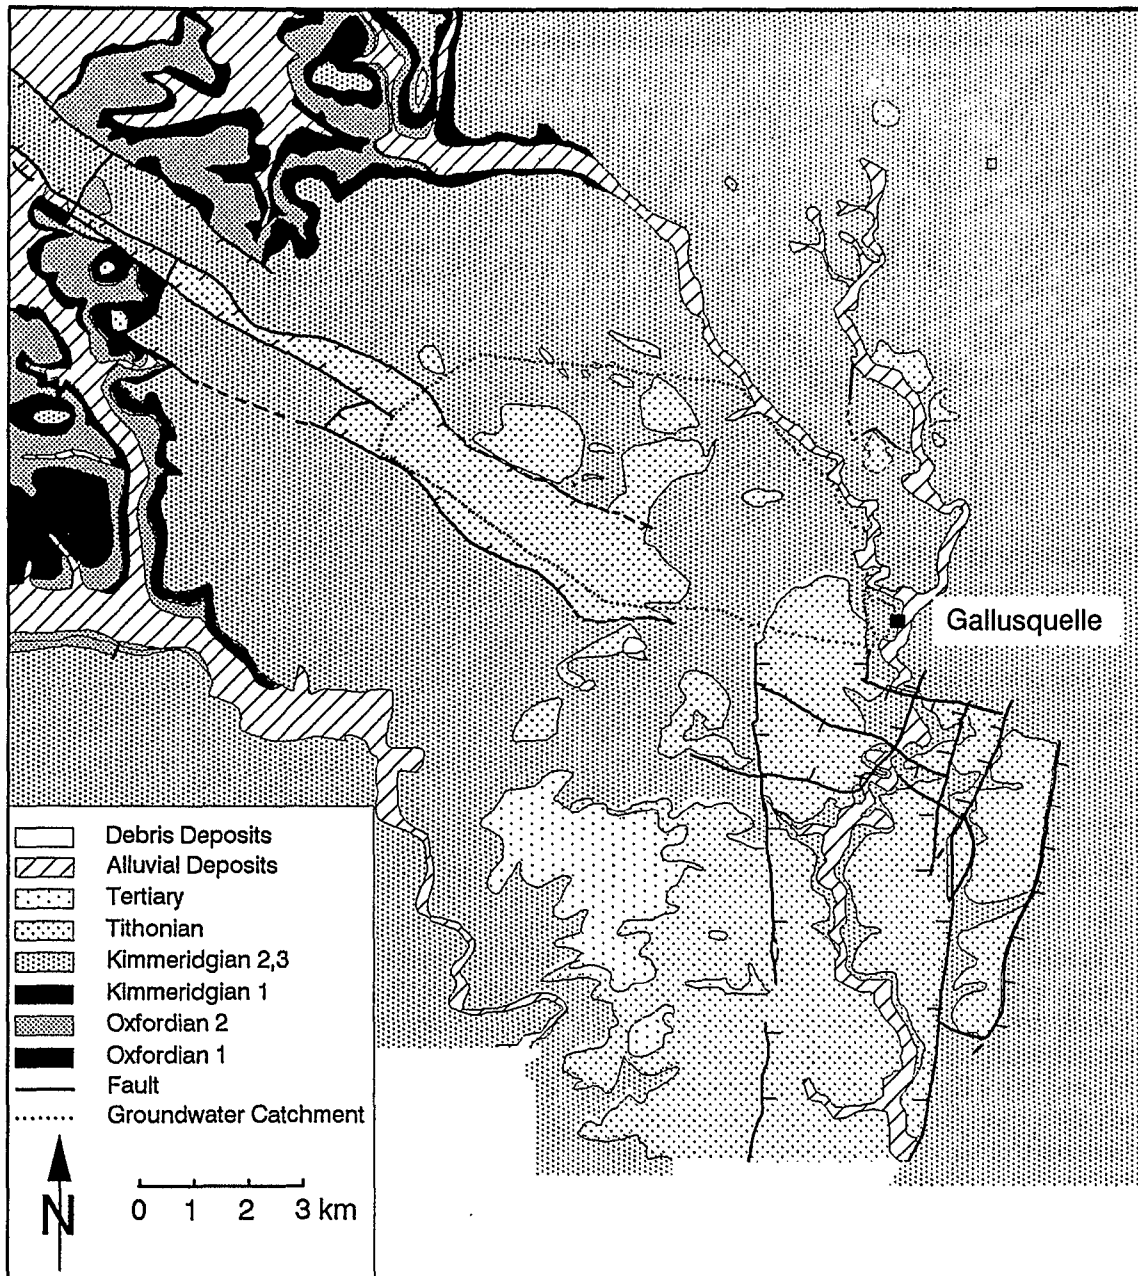 Gallusquelle
Debris Deposits
Alluvial Deposits
Tertiary
Tithonian
Kimmeridgian 2,3
Kimmeridgian 1
Oxfordian 2
Oxfordian 1
Fault
Groundwater Catchment
N
0 1 2 3 km